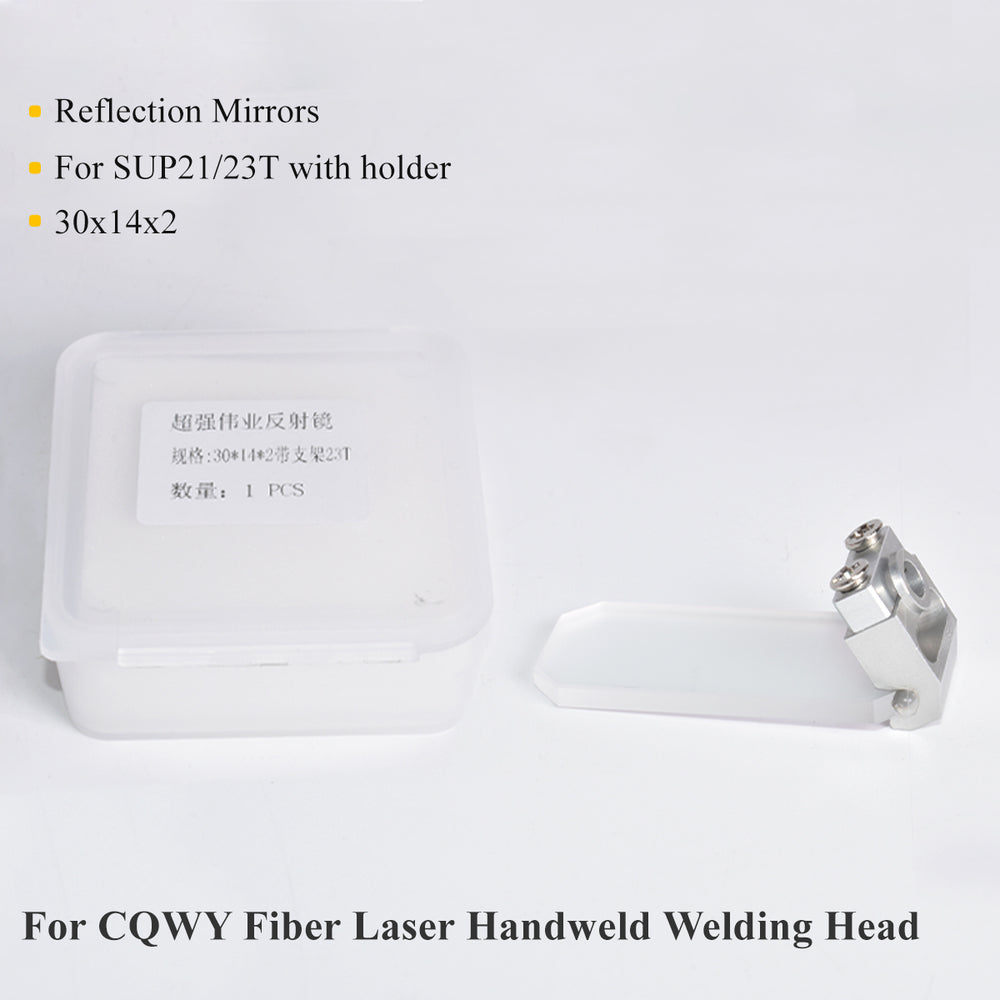 Reflection Mirrors
For SUP21/23T with holder
30x14x2
超强伟业反射镜
规格:30*14*2带支架23T
数量: 1 PCS
For CQWY Fiber Laser Handweld Welding Head